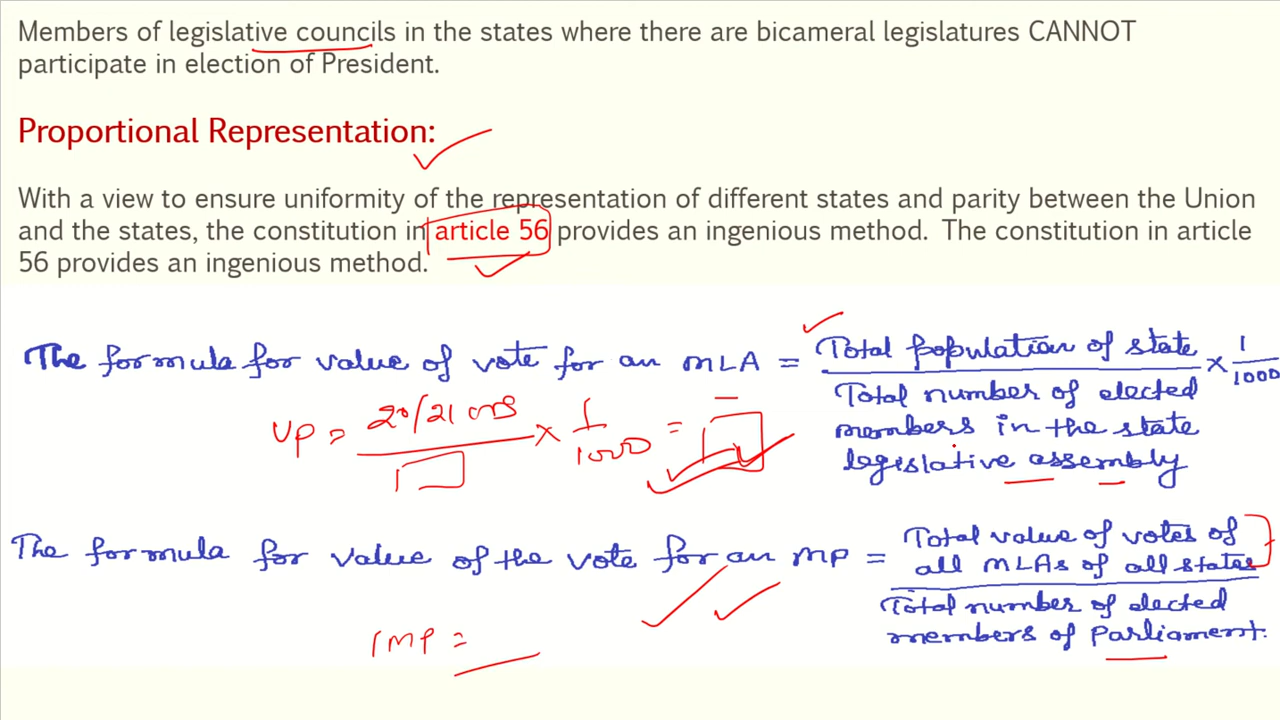 Members of legislative councils in the states where there are bicameral legislatures CANNOT
participate in election of President.
Proportional Representation:
With a view to ensure uniformity of the representation of different states and parity between the Union
and the states, the constitution in article 56 provides an ingenious method. The constitution in article
56 provides an ingenious method.
The formula for value of vote for an MLA = Total population of state × 1/1000
Total number of elected
members in the state
legislative assembly
UP = 20/21 crs × 1/1000 =
The formula for value of the vote for an MP = Total value of votes of
all MLAs of all states
Total number of elected
members of Parliament.
1 MP =